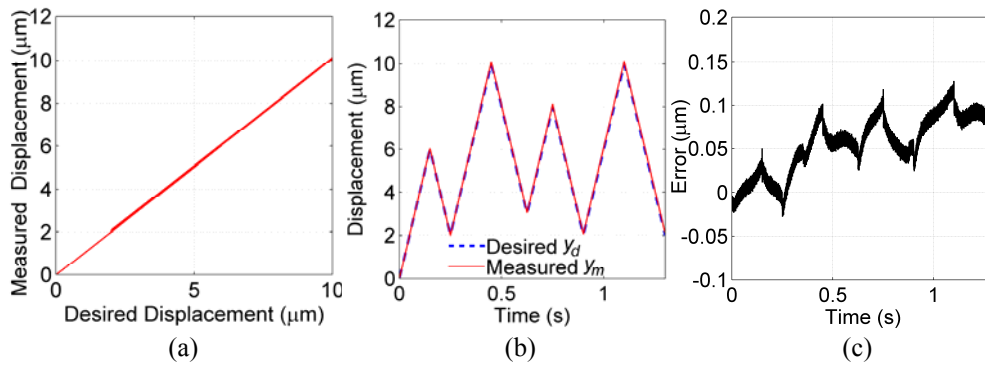 12
10
8
6
4
2
0
0
5
10
Measured Displacement (μm)
Desired Displacement (μm)
(a)
12
10
8
6
4
2
0
0
0.5
1
Displacement (μm)
Desired yd
Measured ym
Time (s)
(b)
0.2
0.15
0.1
0.05
0
-0.05
-0.1
0
0.5
1
Error (μm)
Time (s)
(c)